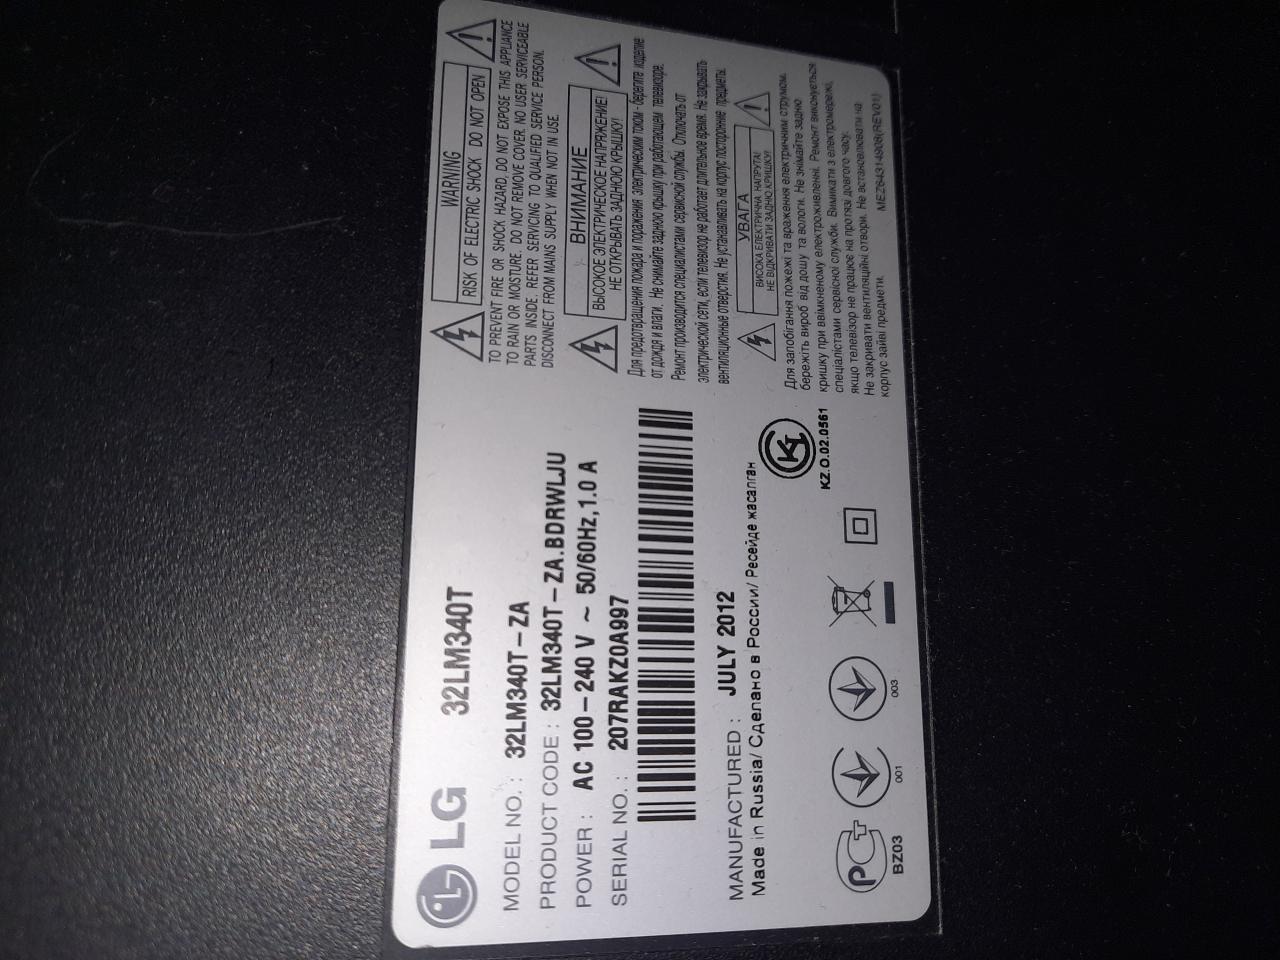 LG 32LM340T
MODEL NO. : 32LM340T-ZA
PRODUCT CODE : 32LM340T-ZA.BDRWLJU
POWER : AC 100-240 V ~ 50/60Hz, 1.0 A
SERIAL NO. : 207RAKZ0A997
MANUFACTURED : JULY 2012
Made in Russia/ Сделано в России/ Ресейде жасалған
KZ.O.02.0561
РСТ
BZ03
001
003
WARNING
RISK OF ELECTRIC SHOCK DO NOT OPEN
TO PREVENT FIRE OR SHOCK HAZARD, DO NOT EXPOSE THIS APPLIANCE
TO RAIN OR MOISTURE. DO NOT REMOVE COVER. NO USER SERVICEABLE
PARTS INSIDE. REFER SERVICING TO QUALIFIED SERVICE PERSON.
DISCONNECT FROM MAINS SUPPLY WHEN NOT IN USE.
ВНИМАНИЕ
ВЫСОКОЕ ЭЛЕКТРИЧЕСКОЕ НАПРЯЖЕНИЕ!
НЕ ОТКРЫВАТЬ ЗАДНЮЮ КРЫШКУ!
Для предотвращения пожара и поражения электрическим током - берегите изделие
от дождя и влаги. Не снимайте заднюю крышку при работающем телевизоре.
Ремонт производится специалистами сервисной службы. Отключать от
электрической сети, если телевизор не работает длительное время. Не закрывать
вентиляционные отверстия. Не устанавливать на корпус посторонние предметы.
УВАГА
ВИСОКА ЕЛЕКТРИЧНА НАПРУГА!
НЕ ВІДКРИВАТИ ЗАДНЮ КРИШКУ!
Для запобігання пожежі та враження електричним струмом,
бережіть виріб від дощу та вологи. Не знімайте задню
кришку при ввімкненому електроживленні. Ремонт виконується
спеціалістами сервісної служби. Вимикати з електромережі,
якщо телевізор не працює на протязі довгого часу.
Не закривати вентиляційні отвори. Не встановлювати на
корпус зайві предмети.
MEZ64314908(REV01)